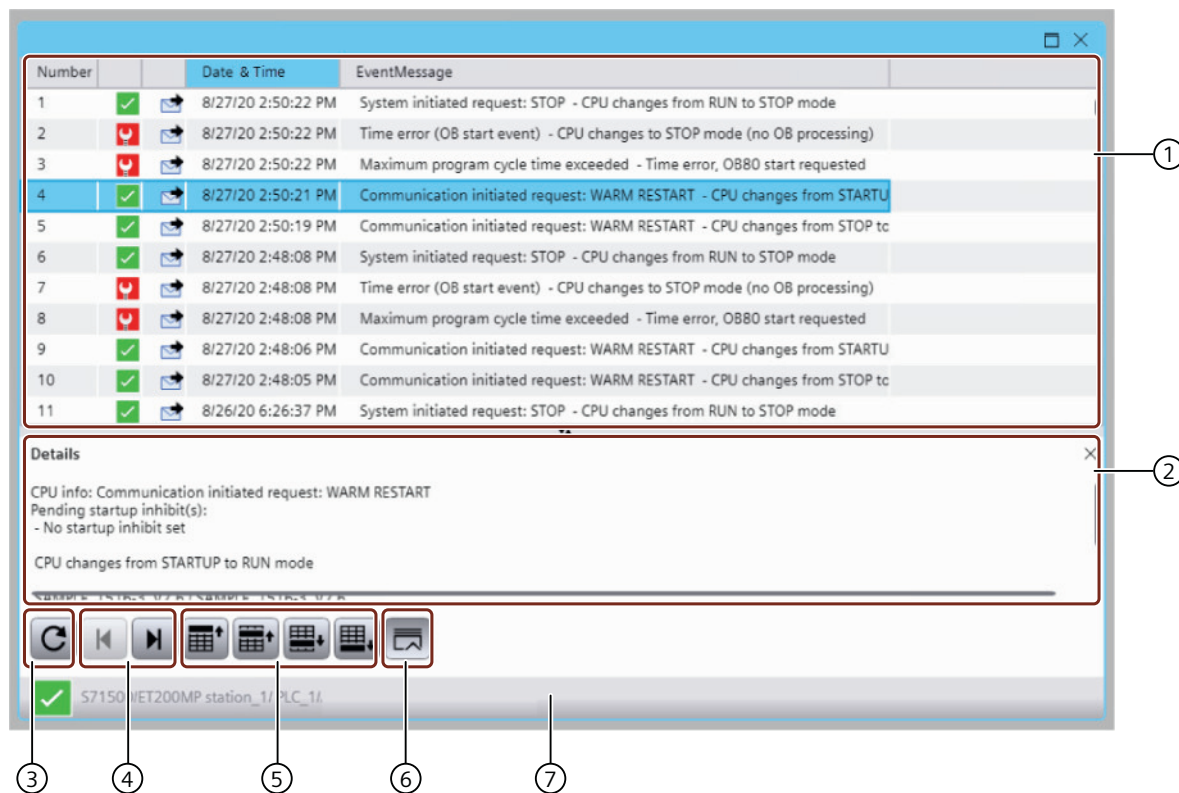 Number Date & Time EventMessage
1 8/27/20 2:50:22 PM System initiated request: STOP - CPU changes from RUN to STOP mode
2 8/27/20 2:50:22 PM Time error (OB start event) - CPU changes to STOP mode (no OB processing)
3 8/27/20 2:50:22 PM Maximum program cycle time exceeded - Time error, OB80 start requested
4 8/27/20 2:50:21 PM Communication initiated request: WARM RESTART - CPU changes from STARTU
5 8/27/20 2:50:19 PM Communication initiated request: WARM RESTART - CPU changes from STOP to
6 8/27/20 2:48:08 PM System initiated request: STOP - CPU changes from RUN to STOP mode
7 8/27/20 2:48:08 PM Time error (OB start event) - CPU changes to STOP mode (no OB processing)
8 8/27/20 2:48:08 PM Maximum program cycle time exceeded - Time error, OB80 start requested
9 8/27/20 2:48:06 PM Communication initiated request: WARM RESTART - CPU changes from STARTU
10 8/27/20 2:48:05 PM Communication initiated request: WARM RESTART - CPU changes from STOP to
11 8/26/20 6:26:37 PM System initiated request: STOP - CPU changes from RUN to STOP mode
1
Details
CPU info: Communication initiated request: WARM RESTART
Pending startup inhibit(s):
- No startup inhibit set
CPU changes from STARTUP to RUN mode
2
S71500/ET200MP station_1/ PLC_1/.
3 4 5 6 7